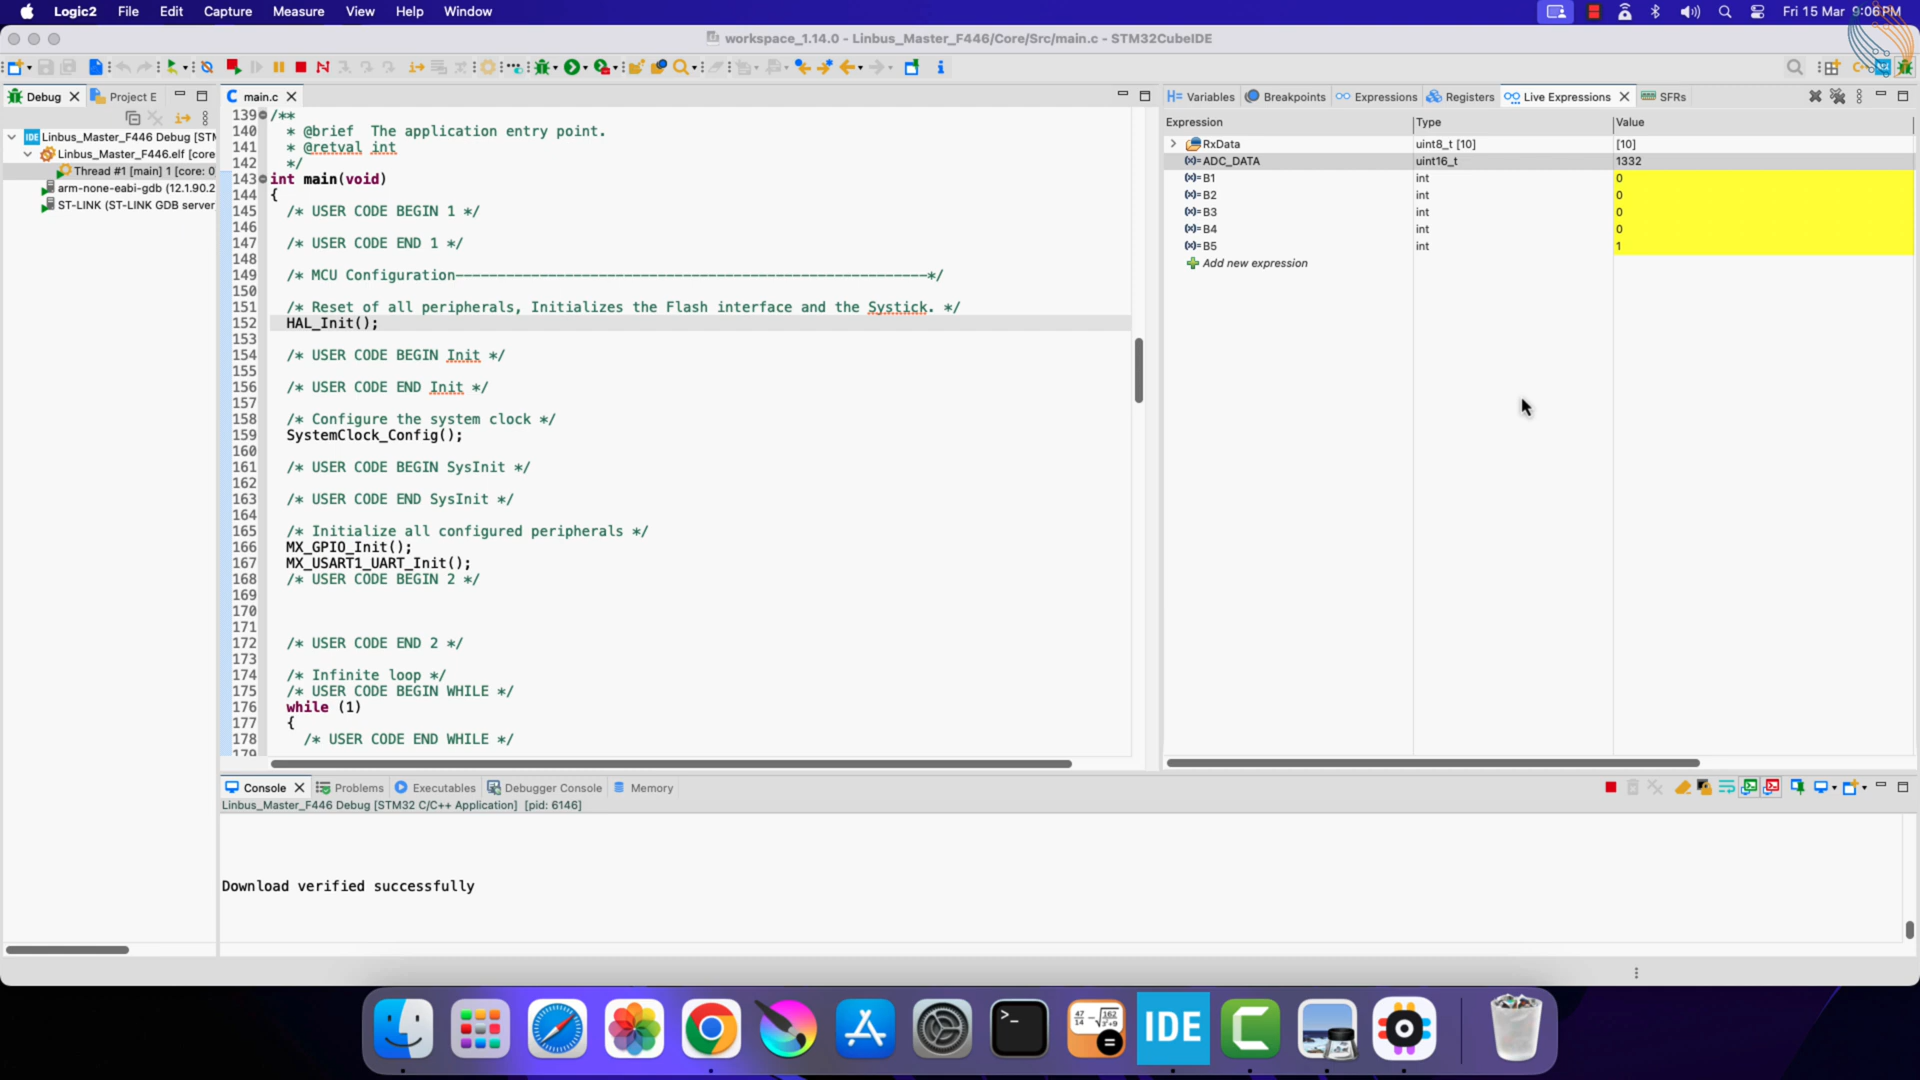 Logic2 File Edit Capture Measure View Help Window Fri 15 Mar 9:06PM
workspace_1.14.0 - Linbus_Master_F446/Core/Src/main.c - STM32CubeIDE
Debug Project E
main.c
Variables Breakpoints Expressions Registers Live Expressions SFRs
Linbus_Master_F446 Debug [STM
Linbus_Master_F446.elf [core
Thread #1 [main] 1 [core: 0
arm-none-eabi-gdb (12.1.90.2
ST-LINK (ST-LINK GDB server
139 /**
140 * @brief The application entry point.
141 * @retval int
142 */
143 int main(void)
144 {
145 /* USER CODE BEGIN 1 */
146
147 /* USER CODE END 1 */
148
149 /* MCU Configuration--------------------------------------------------------*/
150
151 /* Reset of all peripherals, Initializes the Flash interface and the Systick. */
152 HAL_Init();
153
154 /* USER CODE BEGIN Init */
155
156 /* USER CODE END Init */
157
158 /* Configure the system clock */
159 SystemClock_Config();
160
161 /* USER CODE BEGIN SysInit */
162
163 /* USER CODE END SysInit */
164
165 /* Initialize all configured peripherals */
166 MX_GPIO_Init();
167 MX_USART1_UART_Init();
168 /* USER CODE BEGIN 2 */
169
170
171
172 /* USER CODE END 2 */
173
174 /* Infinite loop */
175 /* USER CODE BEGIN WHILE */
176 while (1)
177 {
178 /* USER CODE END WHILE */
179
Expression Type Value
RxData uint8_t [10] [10]
(x)= ADC_DATA uint16_t 1332
(x)= B1 int 0
(x)= B2 int 0
(x)= B3 int 0
(x)= B4 int 0
(x)= B5 int 1
Add new expression
Console Problems Executables Debugger Console Memory
Linbus_Master_F446 Debug [STM32 C/C++ Application] [pid: 6146]
Download verified successfully
IDE